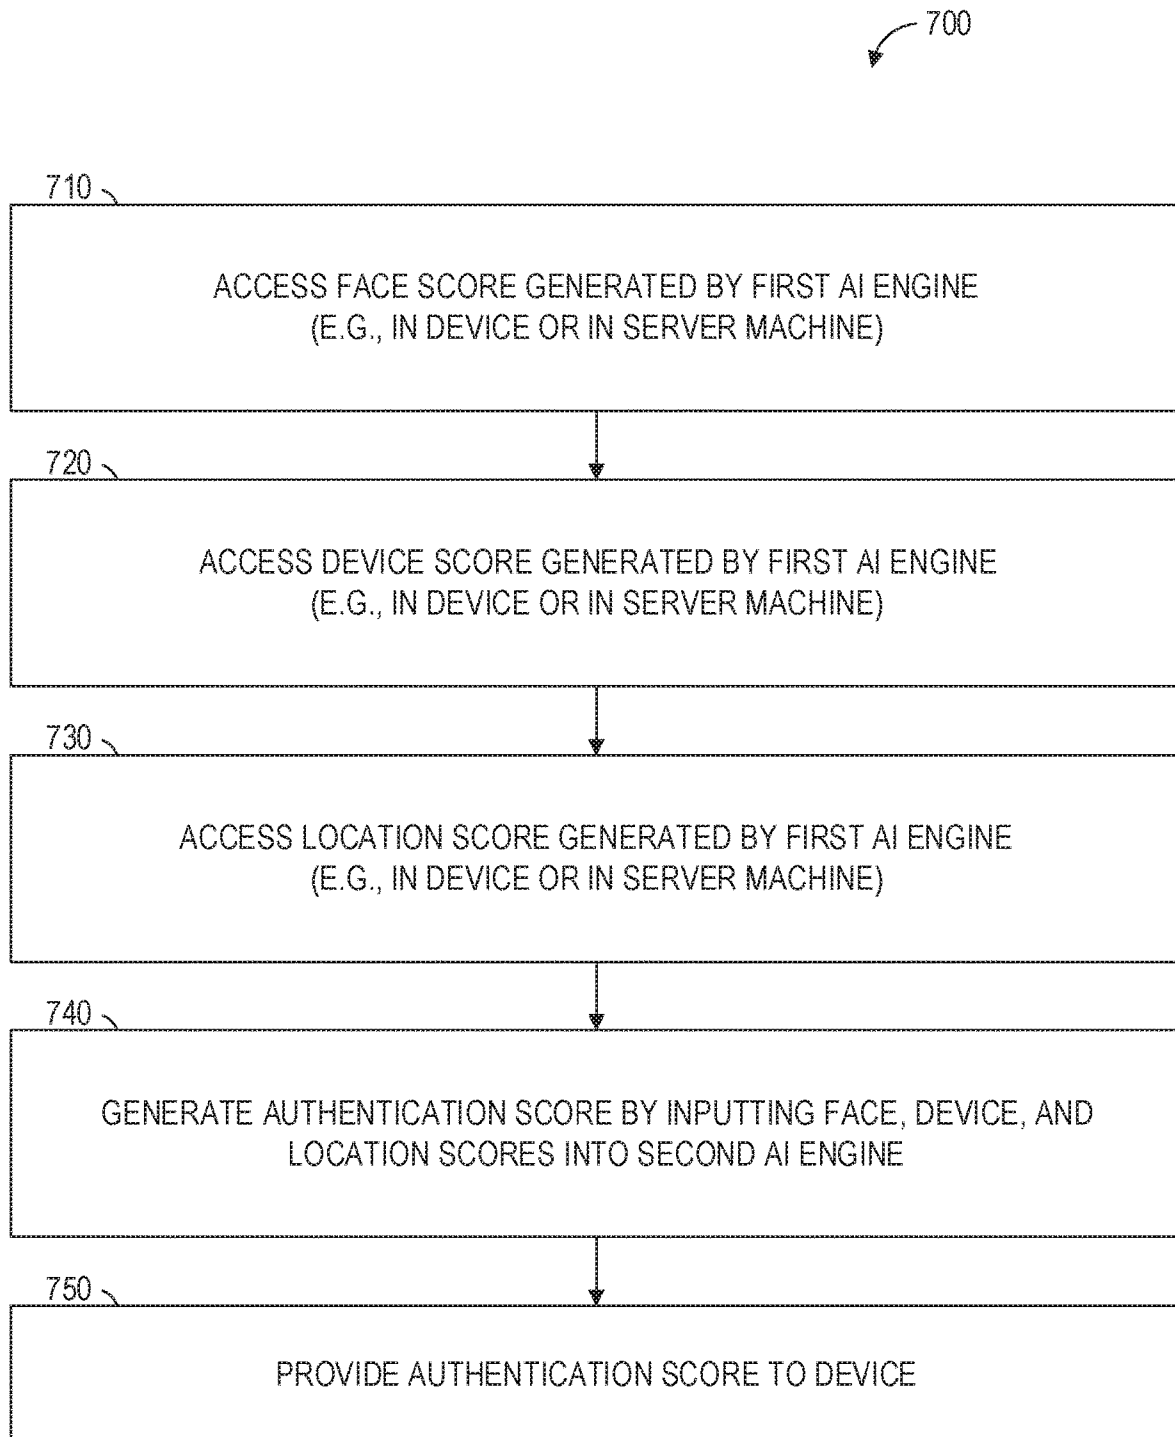 700
710
ACCESS FACE SCORE GENERATED BY FIRST AI ENGINE
(E.G., IN DEVICE OR IN SERVER MACHINE)
720
ACCESS DEVICE SCORE GENERATED BY FIRST AI ENGINE
(E.G., IN DEVICE OR IN SERVER MACHINE)
730
ACCESS LOCATION SCORE GENERATED BY FIRST AI ENGINE
(E.G., IN DEVICE OR IN SERVER MACHINE)
740
GENERATE AUTHENTICATION SCORE BY INPUTTING FACE, DEVICE, AND
LOCATION SCORES INTO SECOND AI ENGINE
750
PROVIDE AUTHENTICATION SCORE TO DEVICE